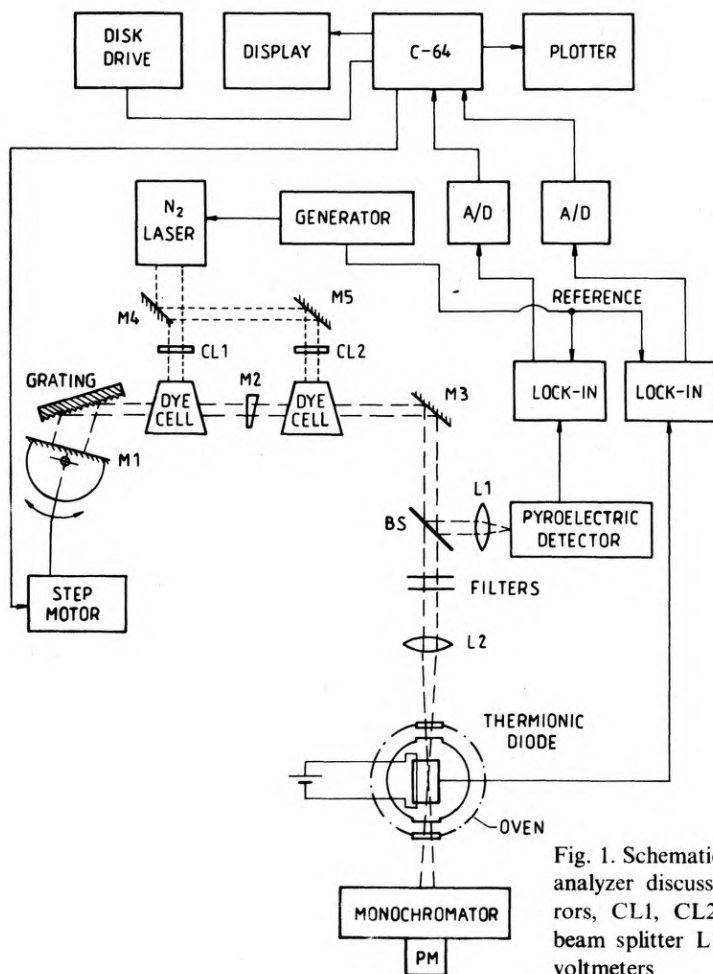 DISK
DRIVE
DISPLAY
C-64
PLOTTER
N2
LASER
GENERATOR
A/D
A/D
M4
M5
REFERENCE
CL1
CL2
GRATING
DYE
CELL
M2
DYE
CELL
M3
LOCK-IN
LOCK-IN
M1
L1
BS
PYROELECTRIC
DETECTOR
STEP
MOTOR
FILTERS
L2
THERMIONIC
DIODE
OVEN
MONOCHROMATOR
PM
Fig. 1. Schematic
analyzer discuss
rors, CL1, CL2
beam splitter L
voltmeters